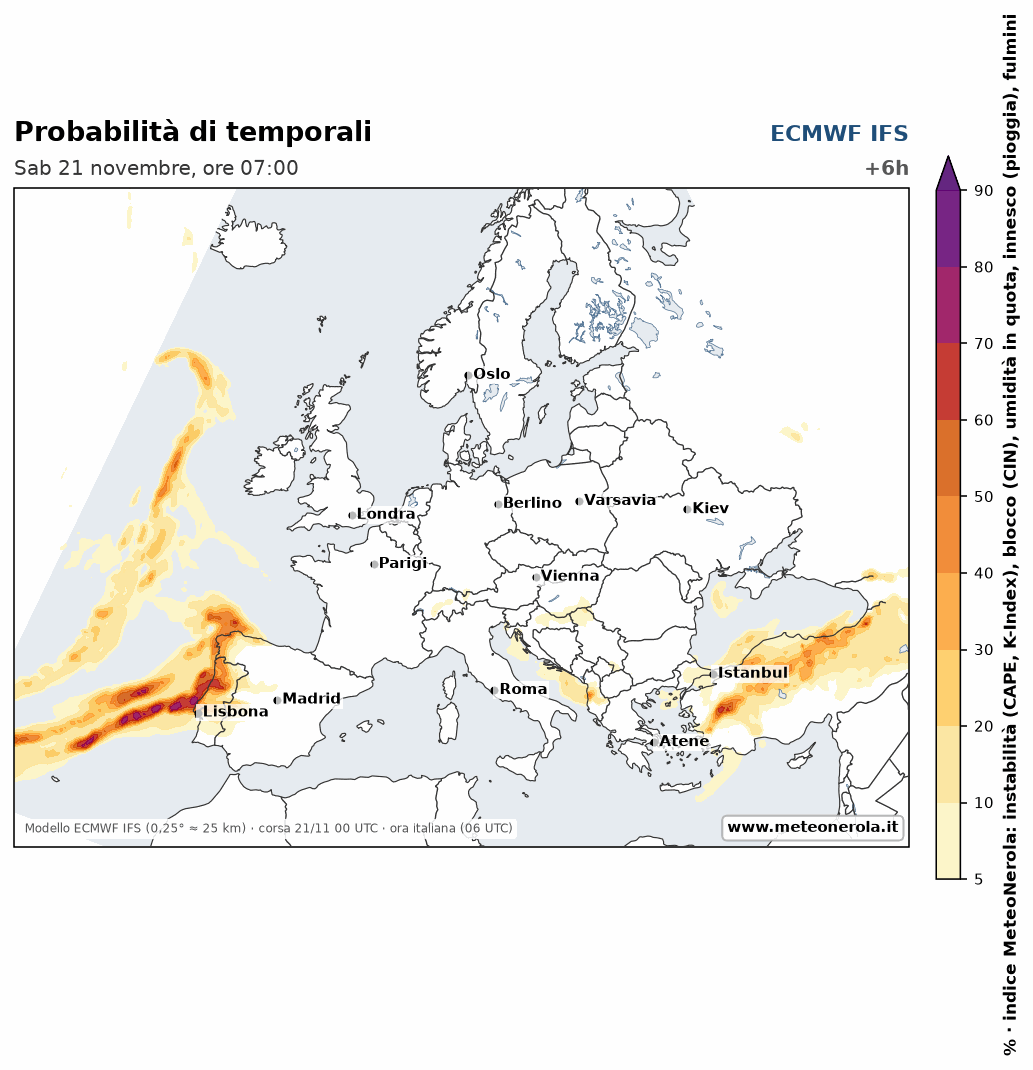 Probabilità di temporali
ECMWF IFS
Sab 21 novembre, ore 07:00
+6h
90
80
70
60
50
40
30
20
10
5
% · indice MeteoNerola: instabilità (CAPE, K-Index), blocco (CIN), umidità in quota, innesco (pioggia), fulmini
Oslo
Londra
Berlino
Varsavia
Kiev
Parigi
Vienna
Istanbul
Roma
Madrid
Lisbona
Atene
Modello ECMWF IFS (0,25° ≈ 25 km) · corsa 21/11 00 UTC · ora italiana (06 UTC)
www.meteonerola.it